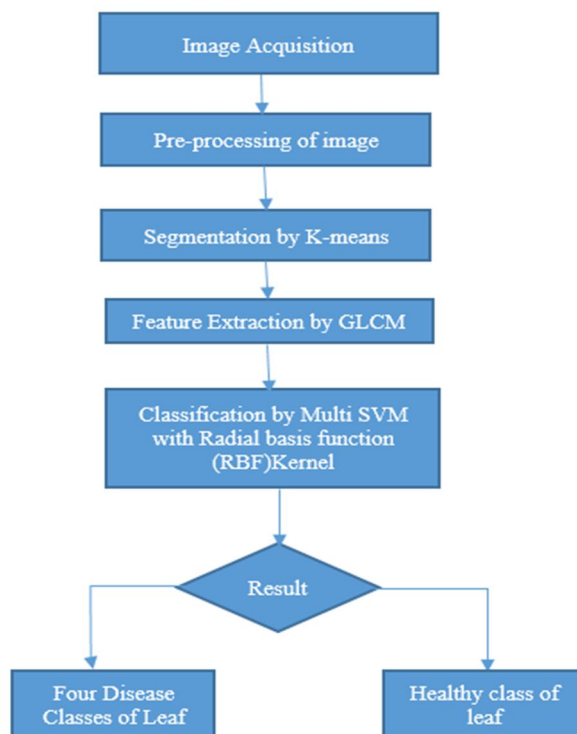 Image Acquisition
Pre-processing of image
Segmentation by K-means
Feature Extraction by GLCM
Classification by Multi SVM
with Radial basis function
(RBF)Kernel
Result
Four Disease
Classes of Leaf
Healthy class of
leaf